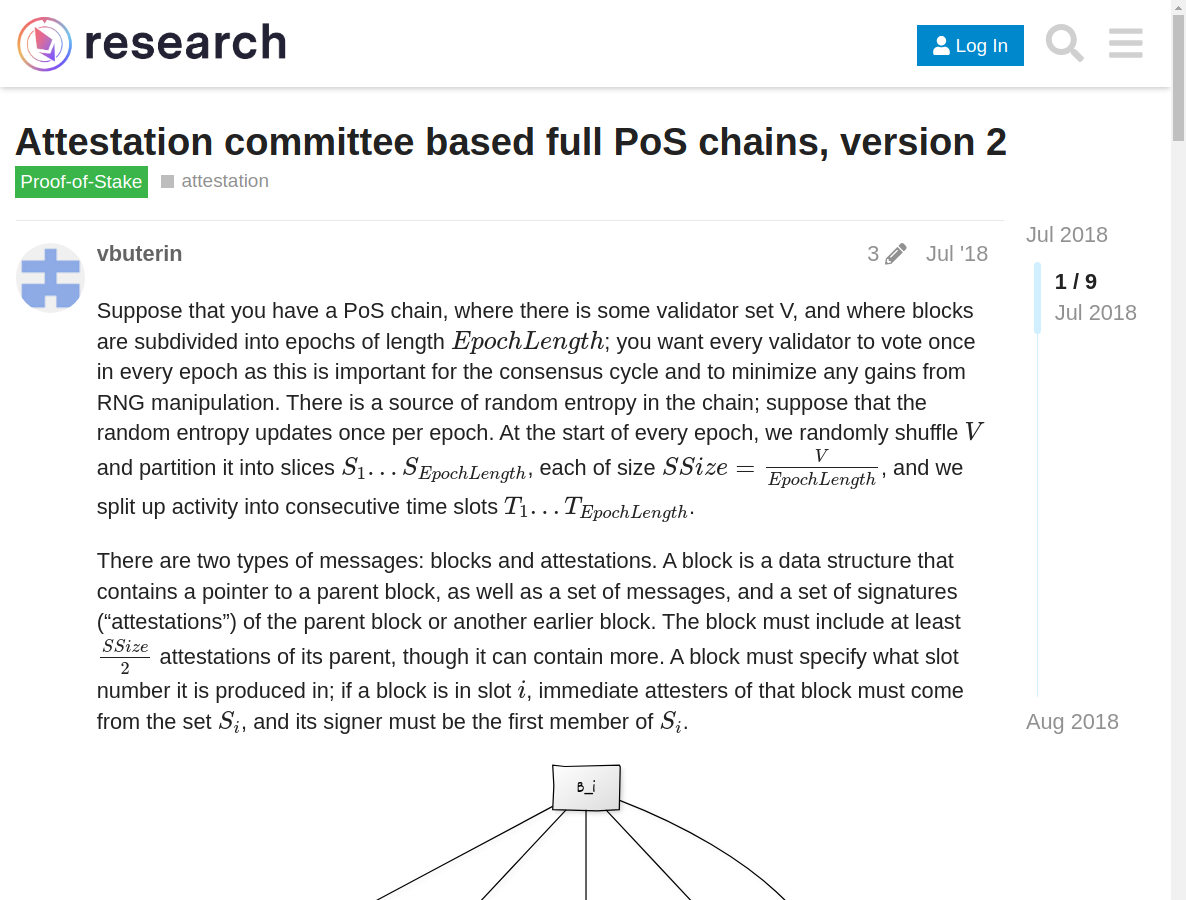 research
Log In
Attestation committee based full PoS chains, version 2
Proof-of-Stake
attestation
vbuterin
3
Jul '18
Jul 2018
1 / 9
Jul 2018
Suppose that you have a PoS chain, where there is some validator set V, and where blocks
are subdivided into epochs of length EpochLength; you want every validator to vote once
in every epoch as this is important for the consensus cycle and to minimize any gains from
RNG manipulation. There is a source of random entropy in the chain; suppose that the
random entropy updates once per epoch. At the start of every epoch, we randomly shuffle V
and partition it into slices S_1...S_{EpochLength}, each of size SSize = \frac{V}{EpochLength}, and we
split up activity into consecutive time slots T_1...T_{EpochLength}.
There are two types of messages: blocks and attestations. A block is a data structure that
contains a pointer to a parent block, as well as a set of messages, and a set of signatures
(“attestations”) of the parent block or another earlier block. The block must include at least
\frac{SSize}{2} attestations of its parent, though it can contain more. A block must specify what slot
number it is produced in; if a block is in slot i, immediate attesters of that block must come
from the set S_i, and its signer must be the first member of S_i.
Aug 2018
B_i